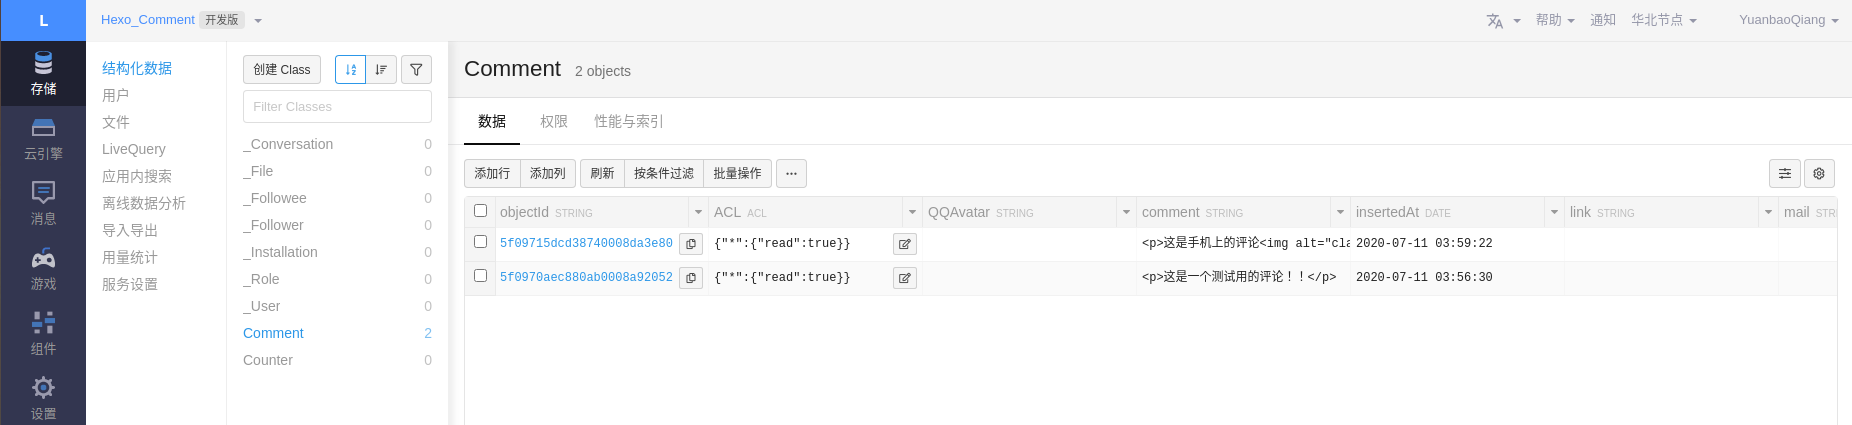 L
Hexo_Comment 开发版
帮助 通知 华北节点 YuanbaoQiang
存储
云引擎
消息
游戏
组件
设置
结构化数据
用户
文件
LiveQuery
应用内搜索
离线数据分析
导入导出
用量统计
服务设置
创建 Class
Filter Classes
_Conversation 0
_File 0
_Followee 0
_Follower 0
_Installation 0
_Role 0
_User 0
Comment 2
Counter 0
Comment 2 objects
数据 权限 性能与索引
添加行 添加列 刷新 按条件过滤 批量操作 ···
objectId STRING ACL ACL QQAvatar STRING comment STRING insertedAt DATE link STRING mail STRI
5f09715dcd38740008da3e80 {"*":{"read":true}} <p>这是手机上的评论<img alt="cla 2020-07-11 03:59:22
5f0970aec880ab0008a92052 {"*":{"read":true}} <p>这是一个测试用的评论！！</p> 2020-07-11 03:56:30